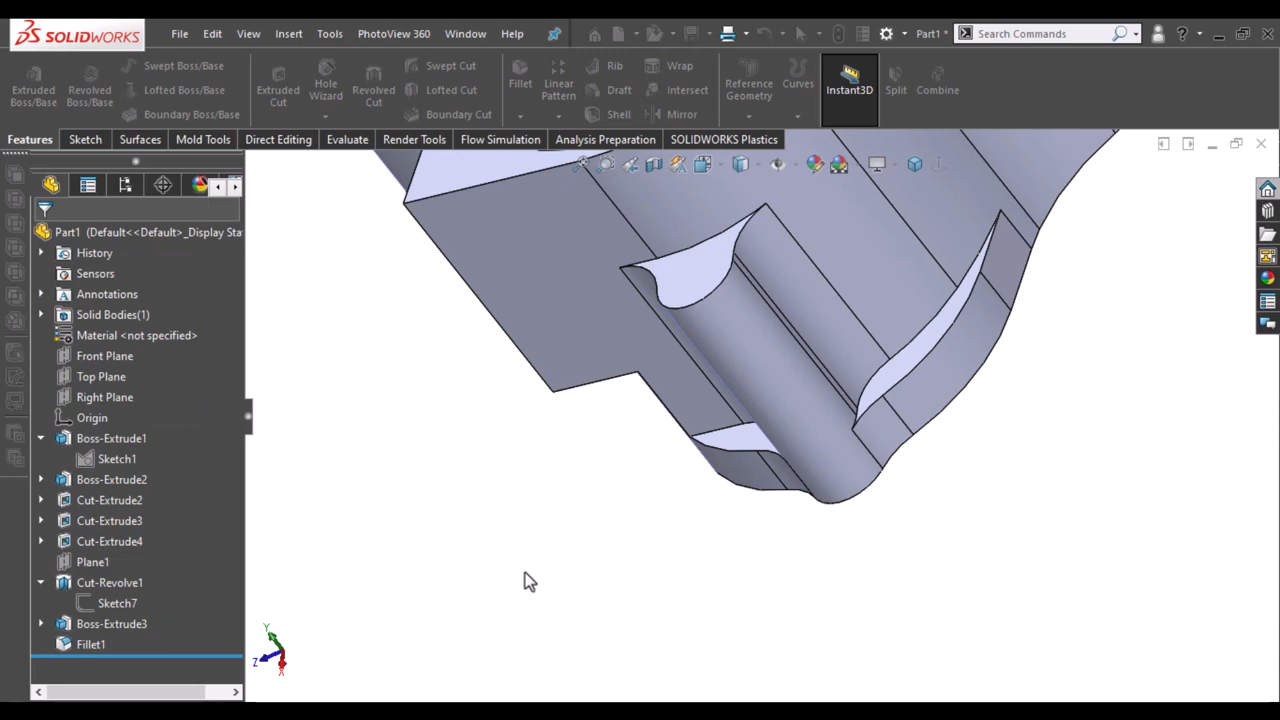 SOLIDWORKS File Edit View Insert Tools PhotoView 360 Window Help Part1 * Search Commands ?
Extruded Boss/Base
Revolved Boss/Base
Swept Boss/Base
Lofted Boss/Base
Boundary Boss/Base
Extruded Cut
Hole Wizard
Revolved Cut
Swept Cut
Lofted Cut
Boundary Cut
Fillet
Linear Pattern
Rib
Draft
Shell
Wrap
Intersect
Mirror
Reference Geometry
Curves
Instant3D
Split
Combine
Features Sketch Surfaces Mold Tools Direct Editing Evaluate Render Tools Flow Simulation Analysis Preparation SOLIDWORKS Plastics
Part1 (Default<<Default>_Display Sta
History
Sensors
Annotations
Solid Bodies(1)
Material <not specified>
Front Plane
Top Plane
Right Plane
Origin
Boss-Extrude1
Sketch1
Boss-Extrude2
Cut-Extrude2
Cut-Extrude3
Cut-Extrude4
Plane1
Cut-Revolve1
Sketch7
Boss-Extrude3
Fillet1
Y
Z
X